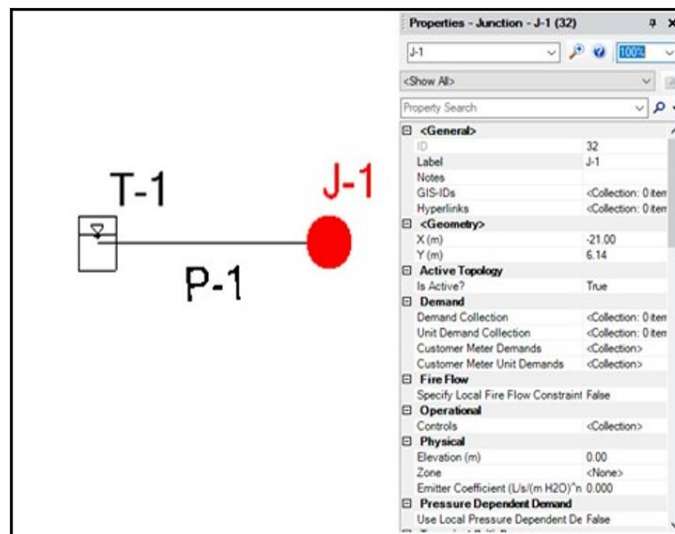 T-1
J-1
P-1
Properties - Junction - J-1 (32)
J-1
100%
<Show All>
Property Search
<General>
ID 32
Label J-1
Notes
GIS-IDs <Collection: 0 item
Hyperlinks <Collection: 0 item
<Geometry>
X (m) -21.00
Y (m) 6.14
Active Topology
Is Active? True
Demand
Demand Collection <Collection: 0 item
Unit Demand Collection <Collection: 0 item
Customer Meter Demands <Collection>
Customer Meter Unit Demands <Collection>
Fire Flow
Specify Local Fire Flow Constraint False
Operational
Controls <Collection>
Physical
Elevation (m) 0.00
Zone <None>
Emitter Coefficient (L/s/(m H2O)^n 0.000
Pressure Dependent Demand
Use Local Pressure Dependent De False